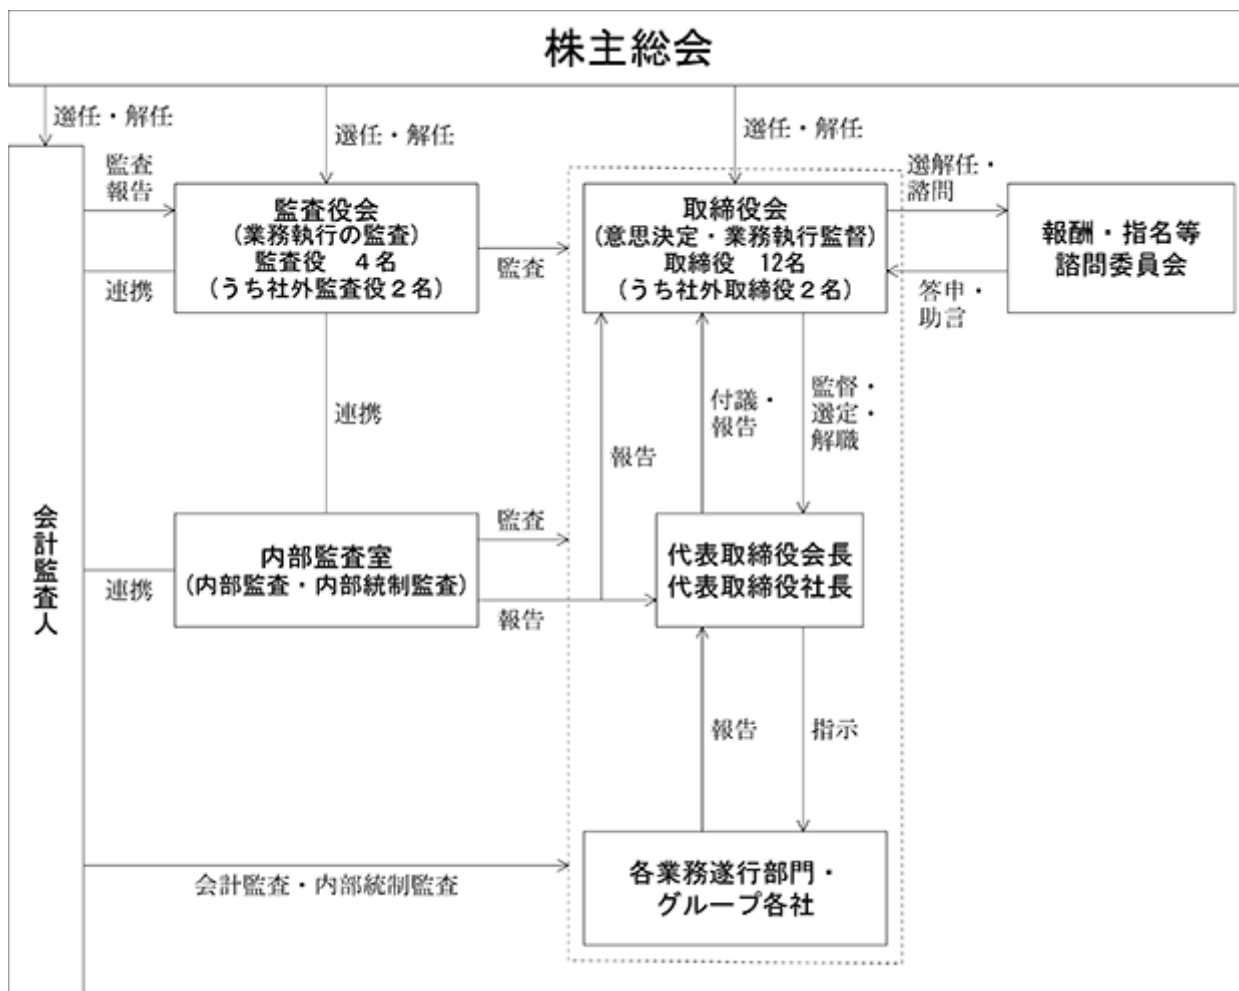 株主総会
選任・解任
選任・解任
選任・解任
監査
報告
連携
監査役会
(業務執行の監査)
監査役 4名
(うち社外監査役2名)
監査
取締役会
(意思決定・業務執行監督)
取締役 12名
(うち社外取締役2名)
選解任・
諮問
答申・
助言
報酬・指名等
諮問委員会
連携
報告
付議・
報告
監督・
選定・
解職
会計監査人
連携
内部監査室
(内部監査・内部統制監査)
監査
報告
代表取締役会長
代表取締役社長
報告
指示
会計監査・内部統制監査
各業務遂行部門・
グループ各社